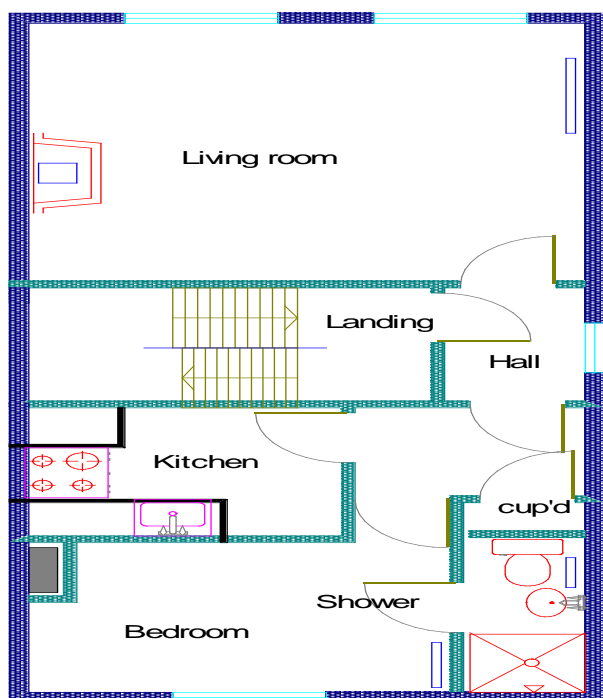 Living room
Landing
Hall
Kitchen
cup'd
Shower
Bedroom